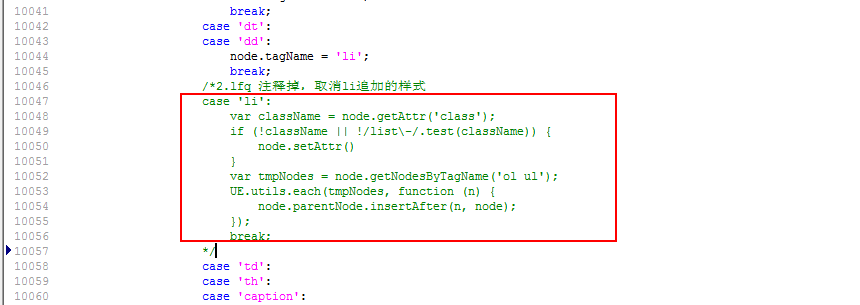 10041 break;
10042 case 'dt':
10043 case 'dd':
10044 node.tagName = 'li';
10045 break;
10046 /*2.lfq 注释掉，取消li追加的样式
10047 case 'li':
10048 var className = node.getAttr('class');
10049 if (!className || !/list\-/.test(className)) {
10050 node.setAttr()
10051 }
10052 var tmpNodes = node.getNodesByTagName('ol ul');
10053 UE.utils.each(tmpNodes, function (n) {
10054 node.parentNode.insertAfter(n, node);
10055 });
10056 break;
10057 */
10058 case 'td':
10059 case 'th':
10060 case 'caption':